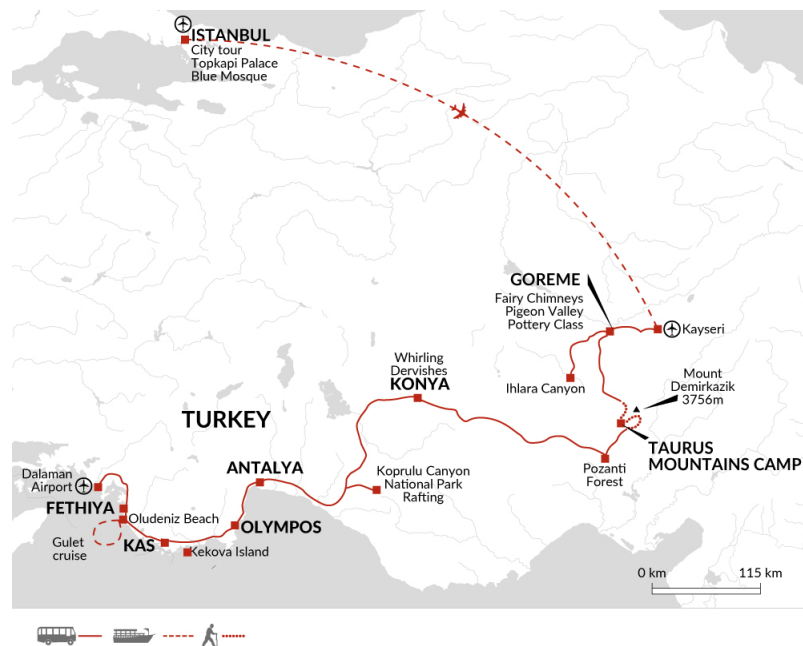 ISTANBUL
City tour
Topkapi Palace
Blue Mosque
GOREME
Fairy Chimneys
Pigeon Valley
Pottery Class
Kayseri
Whirling
Dervishes
KONYA
Ihlara Canyon
Mount
Demirkazik
3756m
TURKEY
TAURUS
MOUNTAINS CAMP
ANTALYA
Koprulu Canyon
National Park
Rafting
Pozanti
Forest
Dalaman
Airport
FETHIYA
Oludeniz Beach
OLYMPOS
Gulet
cruise
KAS
Kekova Island
0 km
115 km